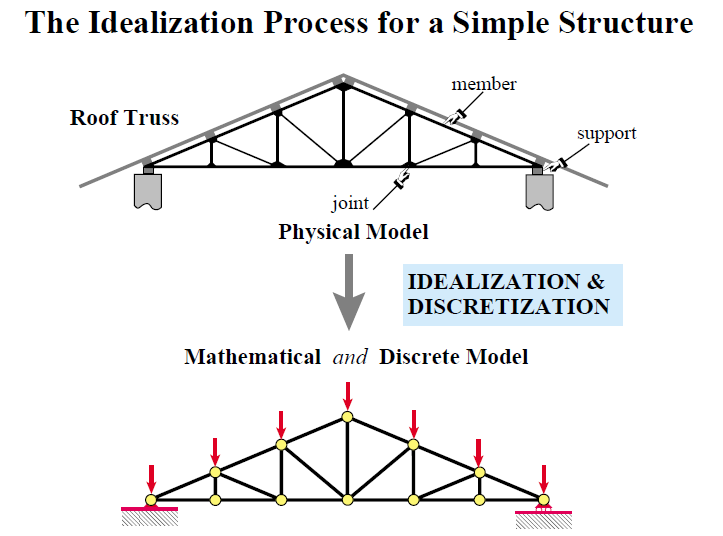 The Idealization Process for a Simple Structure
member
Roof Truss
support
joint
Physical Model
IDEALIZATION &
DISCRETIZATION
Mathematical and Discrete Model